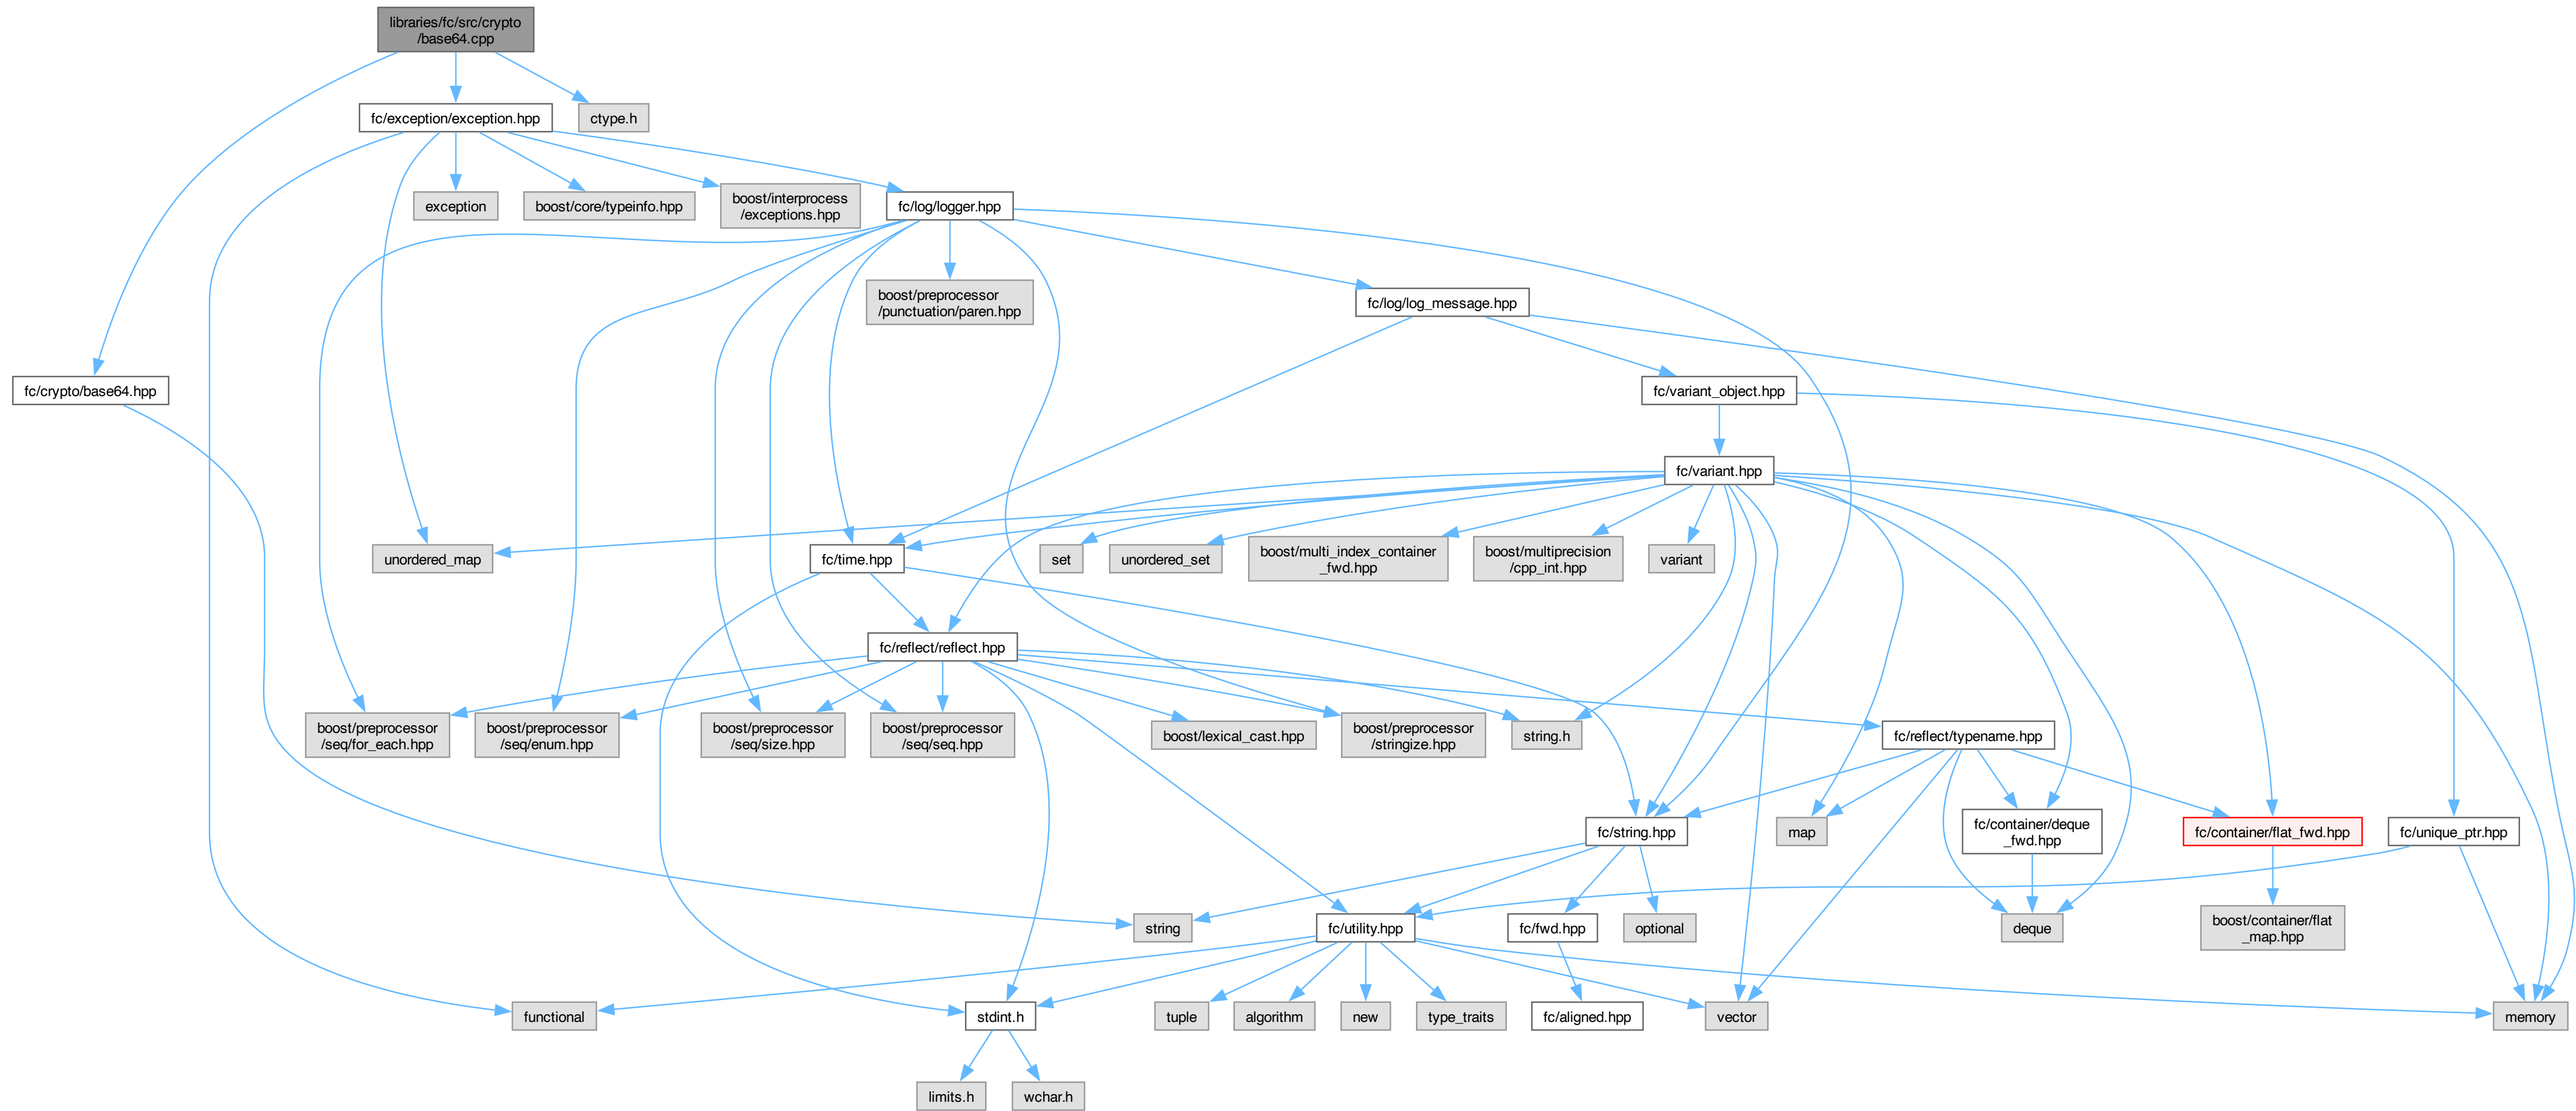 libraries/fc/src/crypto
/base64.cpp
fc/exception/exception.hpp
ctype.h
exception
boost/core/typeinfo.hpp
boost/interprocess
/exceptions.hpp
fc/log/logger.hpp
boost/preprocessor
/punctuation/paren.hpp
fc/log/log_message.hpp
fc/crypto/base64.hpp
fc/variant_object.hpp
fc/variant.hpp
unordered_map
fc/time.hpp
set
unordered_set
boost/multi_index_container
_fwd.hpp
boost/multiprecision
/cpp_int.hpp
variant
fc/reflect/reflect.hpp
boost/preprocessor
/seq/for_each.hpp
boost/preprocessor
/seq/enum.hpp
boost/preprocessor
/seq/size.hpp
boost/preprocessor
/seq/seq.hpp
boost/lexical_cast.hpp
boost/preprocessor
/stringize.hpp
string.h
fc/reflect/typename.hpp
fc/string.hpp
map
fc/container/deque
_fwd.hpp
fc/container/flat_fwd.hpp
fc/unique_ptr.hpp
string
fc/utility.hpp
fc/fwd.hpp
optional
deque
boost/container/flat
_map.hpp
functional
stdint.h
tuple
algorithm
new
type_traits
fc/aligned.hpp
vector
memory
limits.h
wchar.h